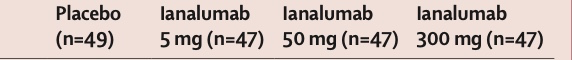 Placebo Ianalumab Ianalumab Ianalumab
(n=49) 5 mg (n=47) 50 mg (n=47) 300 mg (n=47)